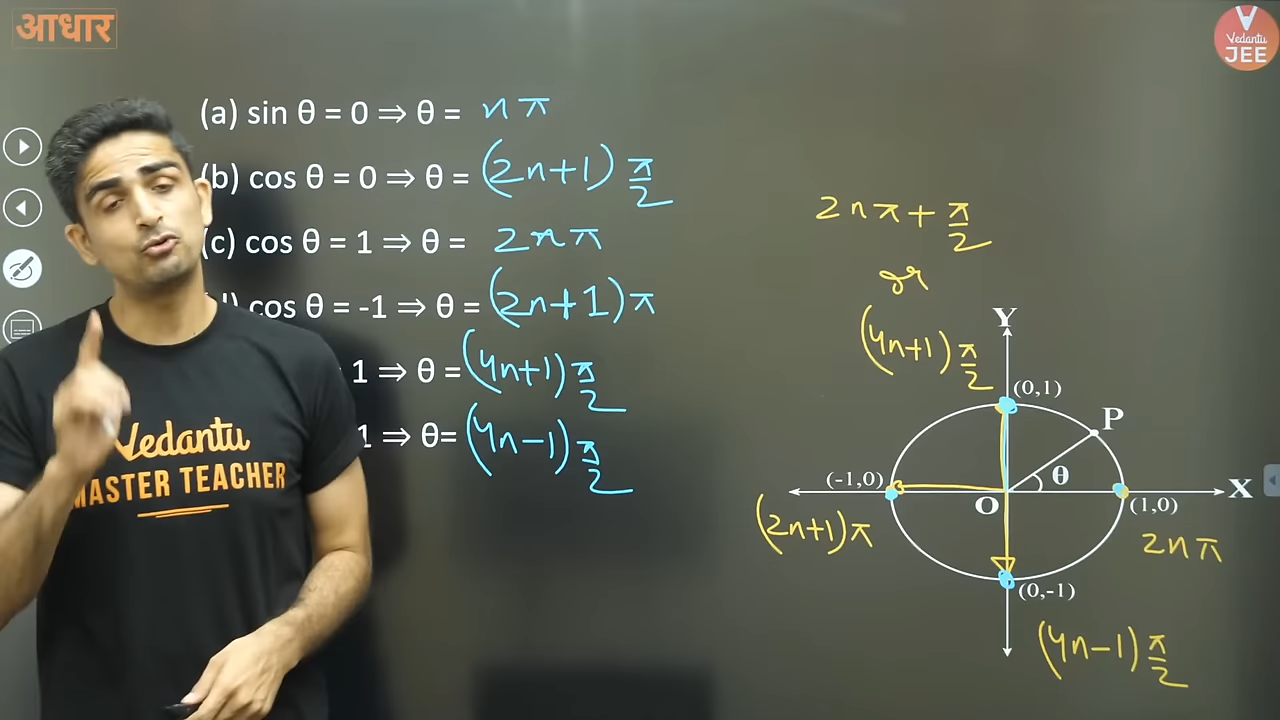 आधार
Vedantu
JEE
(a) sin θ = 0 ⇒ θ = nπ
(b) cos θ = 0 ⇒ θ = (2n+1) π/2
(c) cos θ = 1 ⇒ θ = 2nπ
cos θ = -1 ⇒ θ = (2n+1)π
1 ⇒ θ = (4n+1) π/2
1 ⇒ θ= (4n-1) π/2
Vedantu
MASTER TEACHER
2nπ + π/2
or
(4n+1) π/2
Y
(0,1)
P
(-1,0)
θ
X
O
(1,0)
(2n+1)π
2nπ
(0,-1)
(4n-1) π/2